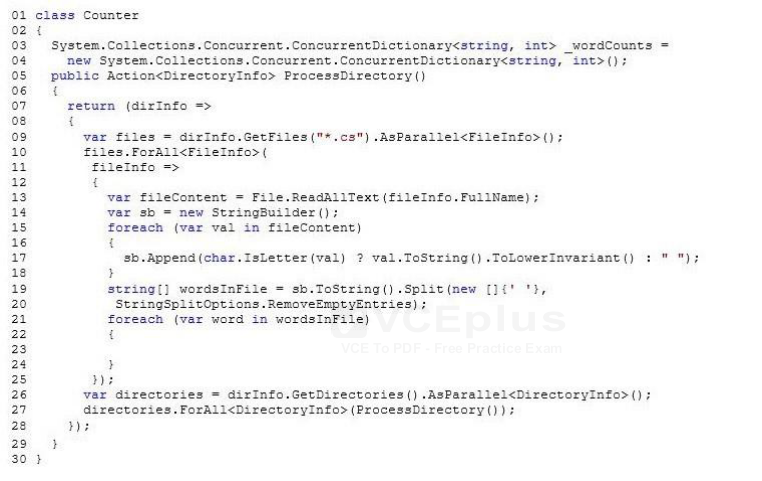 01 class Counter
02 {
03   System.Collections.Concurrent.ConcurrentDictionary<string, int> _wordCounts =
04     new System.Collections.Concurrent.ConcurrentDictionary<string, int>();
05   public Action<DirectoryInfo> ProcessDirectory()
06   {
07     return (dirInfo =>
08     {
09       var files = dirInfo.GetFiles("*.cs").AsParallel<FileInfo>();
10       files.ForAll<FileInfo>(
11        fileInfo =>
12        {
13          var fileContent = File.ReadAllText(fileInfo.FullName);
14          var sb = new StringBuilder();
15          foreach (var val in fileContent)
16          {
17            sb.Append(char.IsLetter(val) ? val.ToString().ToLowerInvariant() : " ");
18          }
19          string[] wordsInFile = sb.ToString().Split(new []{' '},
20           StringSplitOptions.RemoveEmptyEntries);
21          foreach (var word in wordsInFile)
VCEplus
22          {
VCE To PDF - Free Practice Exam
23
24          }
25        });
26       var directories = dirInfo.GetDirectories().AsParallel<DirectoryInfo>();
27       directories.ForAll<DirectoryInfo>(ProcessDirectory());
28     });
29   }
30 }